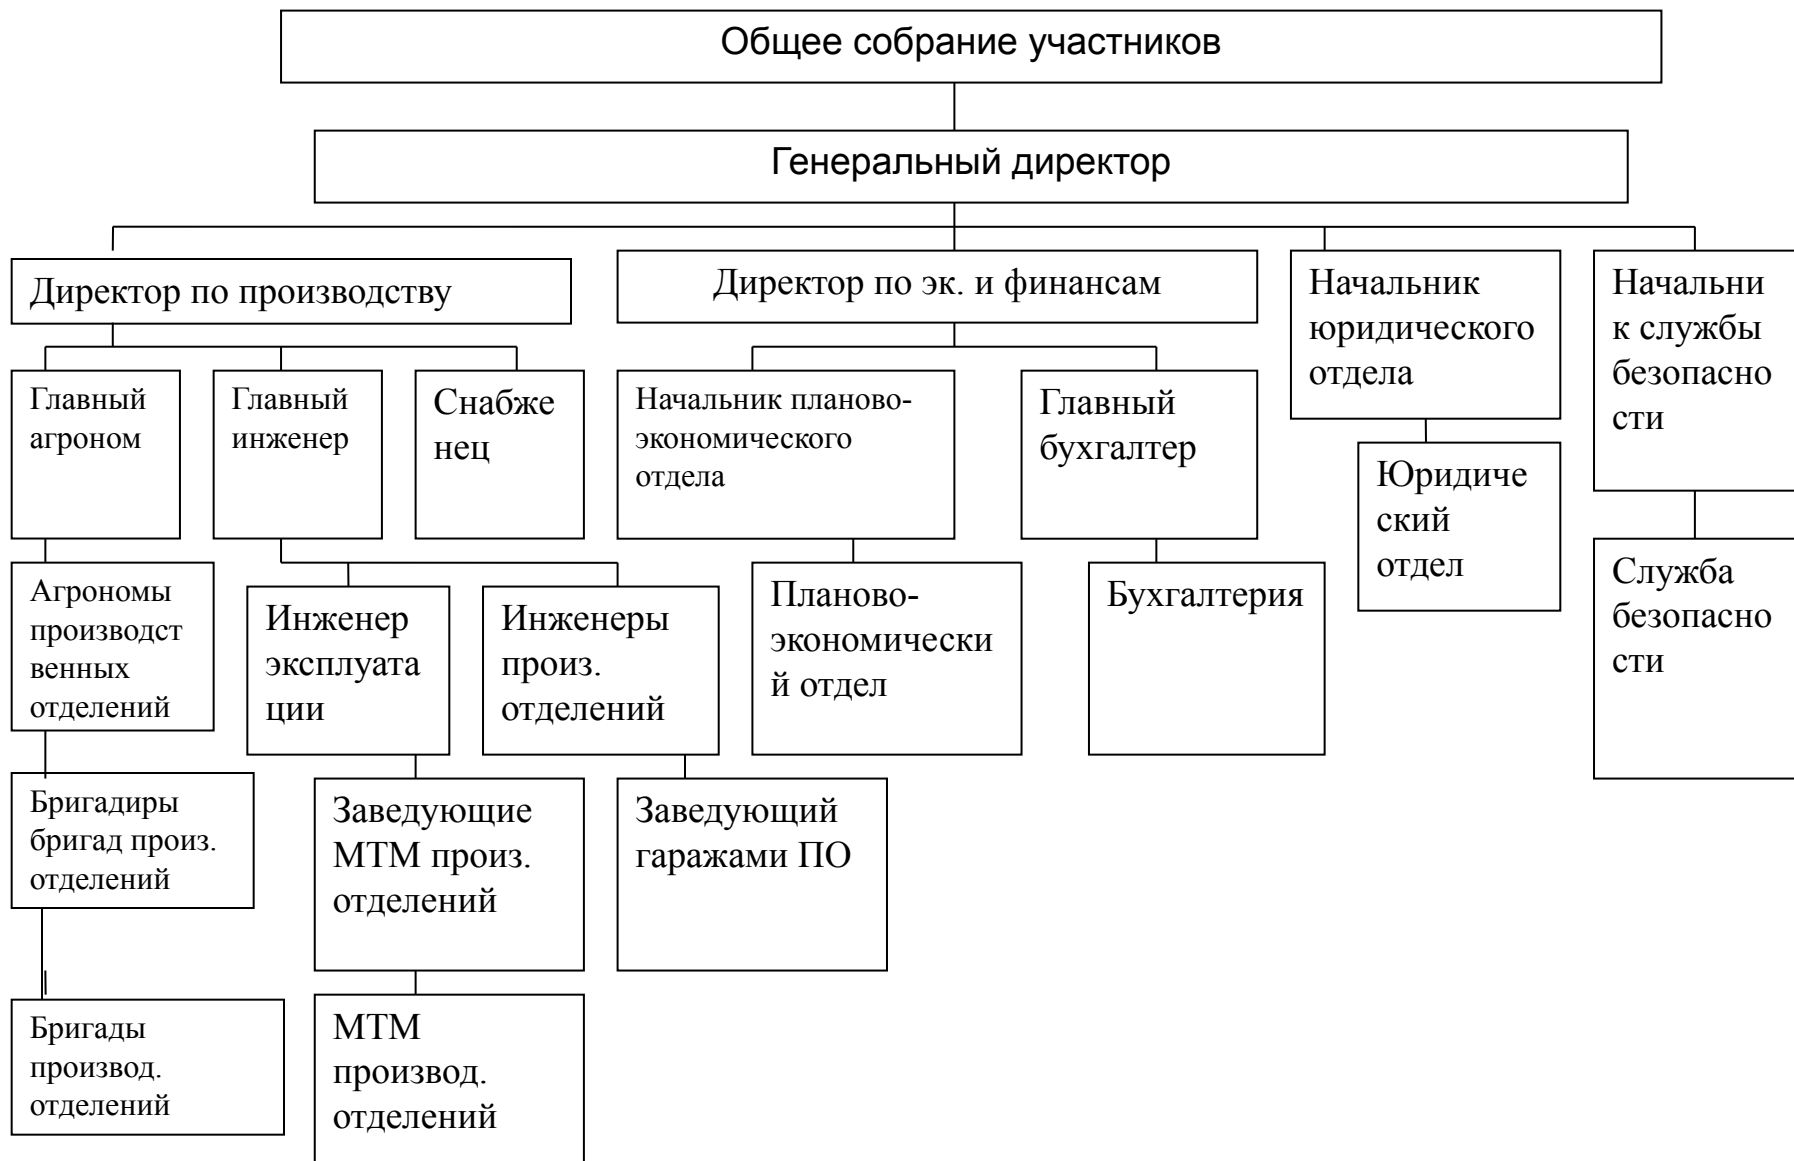 Общее собрание участников
Генеральный директор
Директор по производству
Директор по эк. и финансам
Начальник
юридического
отдела
Начальни
к службы
безопасно
сти
Главный
агроном
Главный
инженер
Снабже
нец
Начальник планово-
экономического
отдела
Главный
бухгалтер
Юридиче
ский
отдел
Агрономы
производст
венных
отделений
Инженер
эксплуата
ции
Инженеры
произ.
отделений
Планово-
экономически
й отдел
Бухгалтерия
Служба
безопасно
сти
Бригадиры
бригад произ.
отделений
Заведующие
МТМ произ.
отделений
Заведующий
гаражами ПО
Бригады
производ.
отделений
МТМ
производ.
отделений